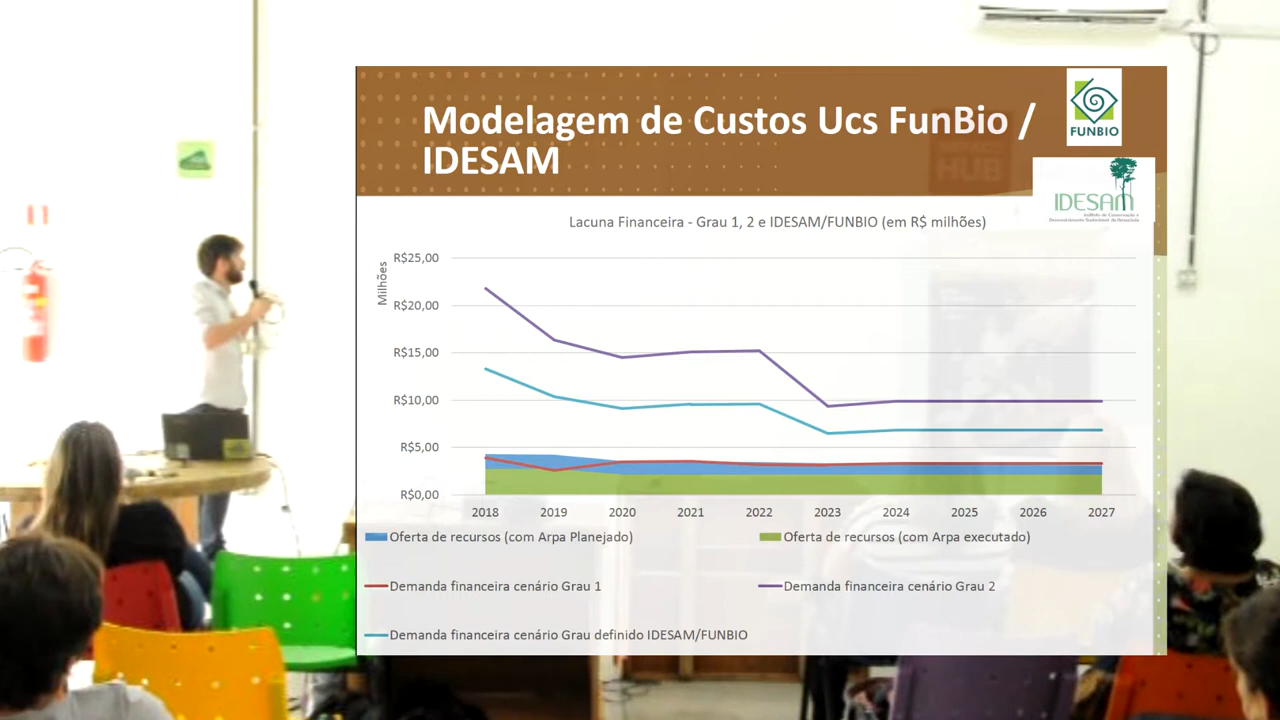 Modelagem de Custos Ucs FunBio /
IDESAM
FUNBIO
IDESAM
Lacuna Financeira - Grau 1, 2 e IDESAM/FUNBIO (em R$ milhões)
Milhões
R$25,00
R$20,00
R$15,00
R$10,00
R$5,00
R$0,00
2018 2019 2020 2021 2022 2023 2024 2025 2026 2027
Oferta de recursos (com Arpa Planejado) Oferta de recursos (com Arpa executado)
Demanda financeira cenário Grau 1 Demanda financeira cenário Grau 2
Demanda financeira cenário Grau definido IDESAM/FUNBIO
HUB